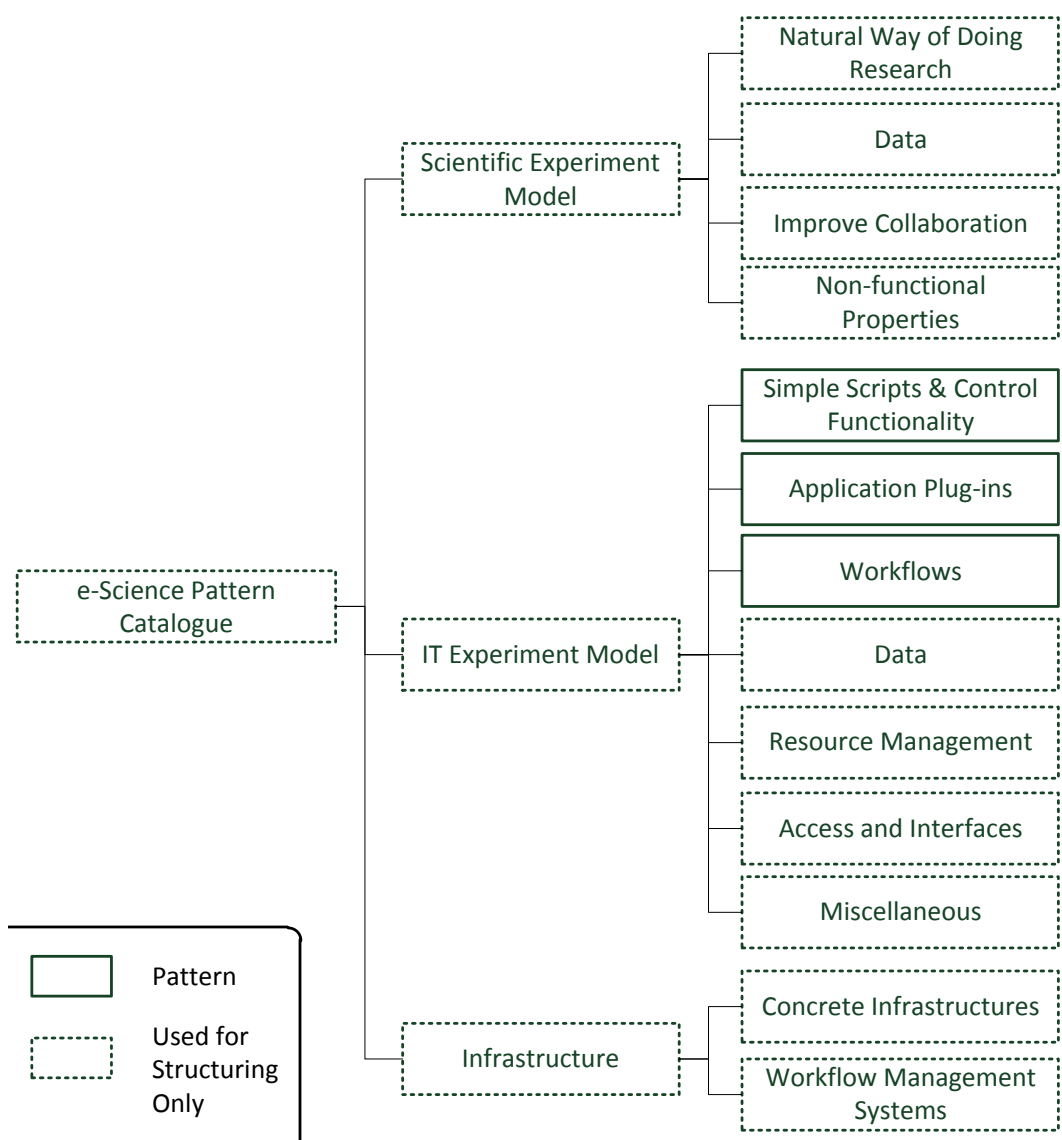 Natural Way of Doing
Research
Data
Scientific Experiment
Model
Improve Collaboration
Non-functional
Properties
Simple Scripts & Control
Functionality
Application Plug-ins
Workflows
e-Science Pattern
Catalogue
IT Experiment Model
Data
Resource Management
Access and Interfaces
Miscellaneous
Pattern
Used for
Structuring
Only
Infrastructure
Concrete Infrastructures
Workflow Management
Systems